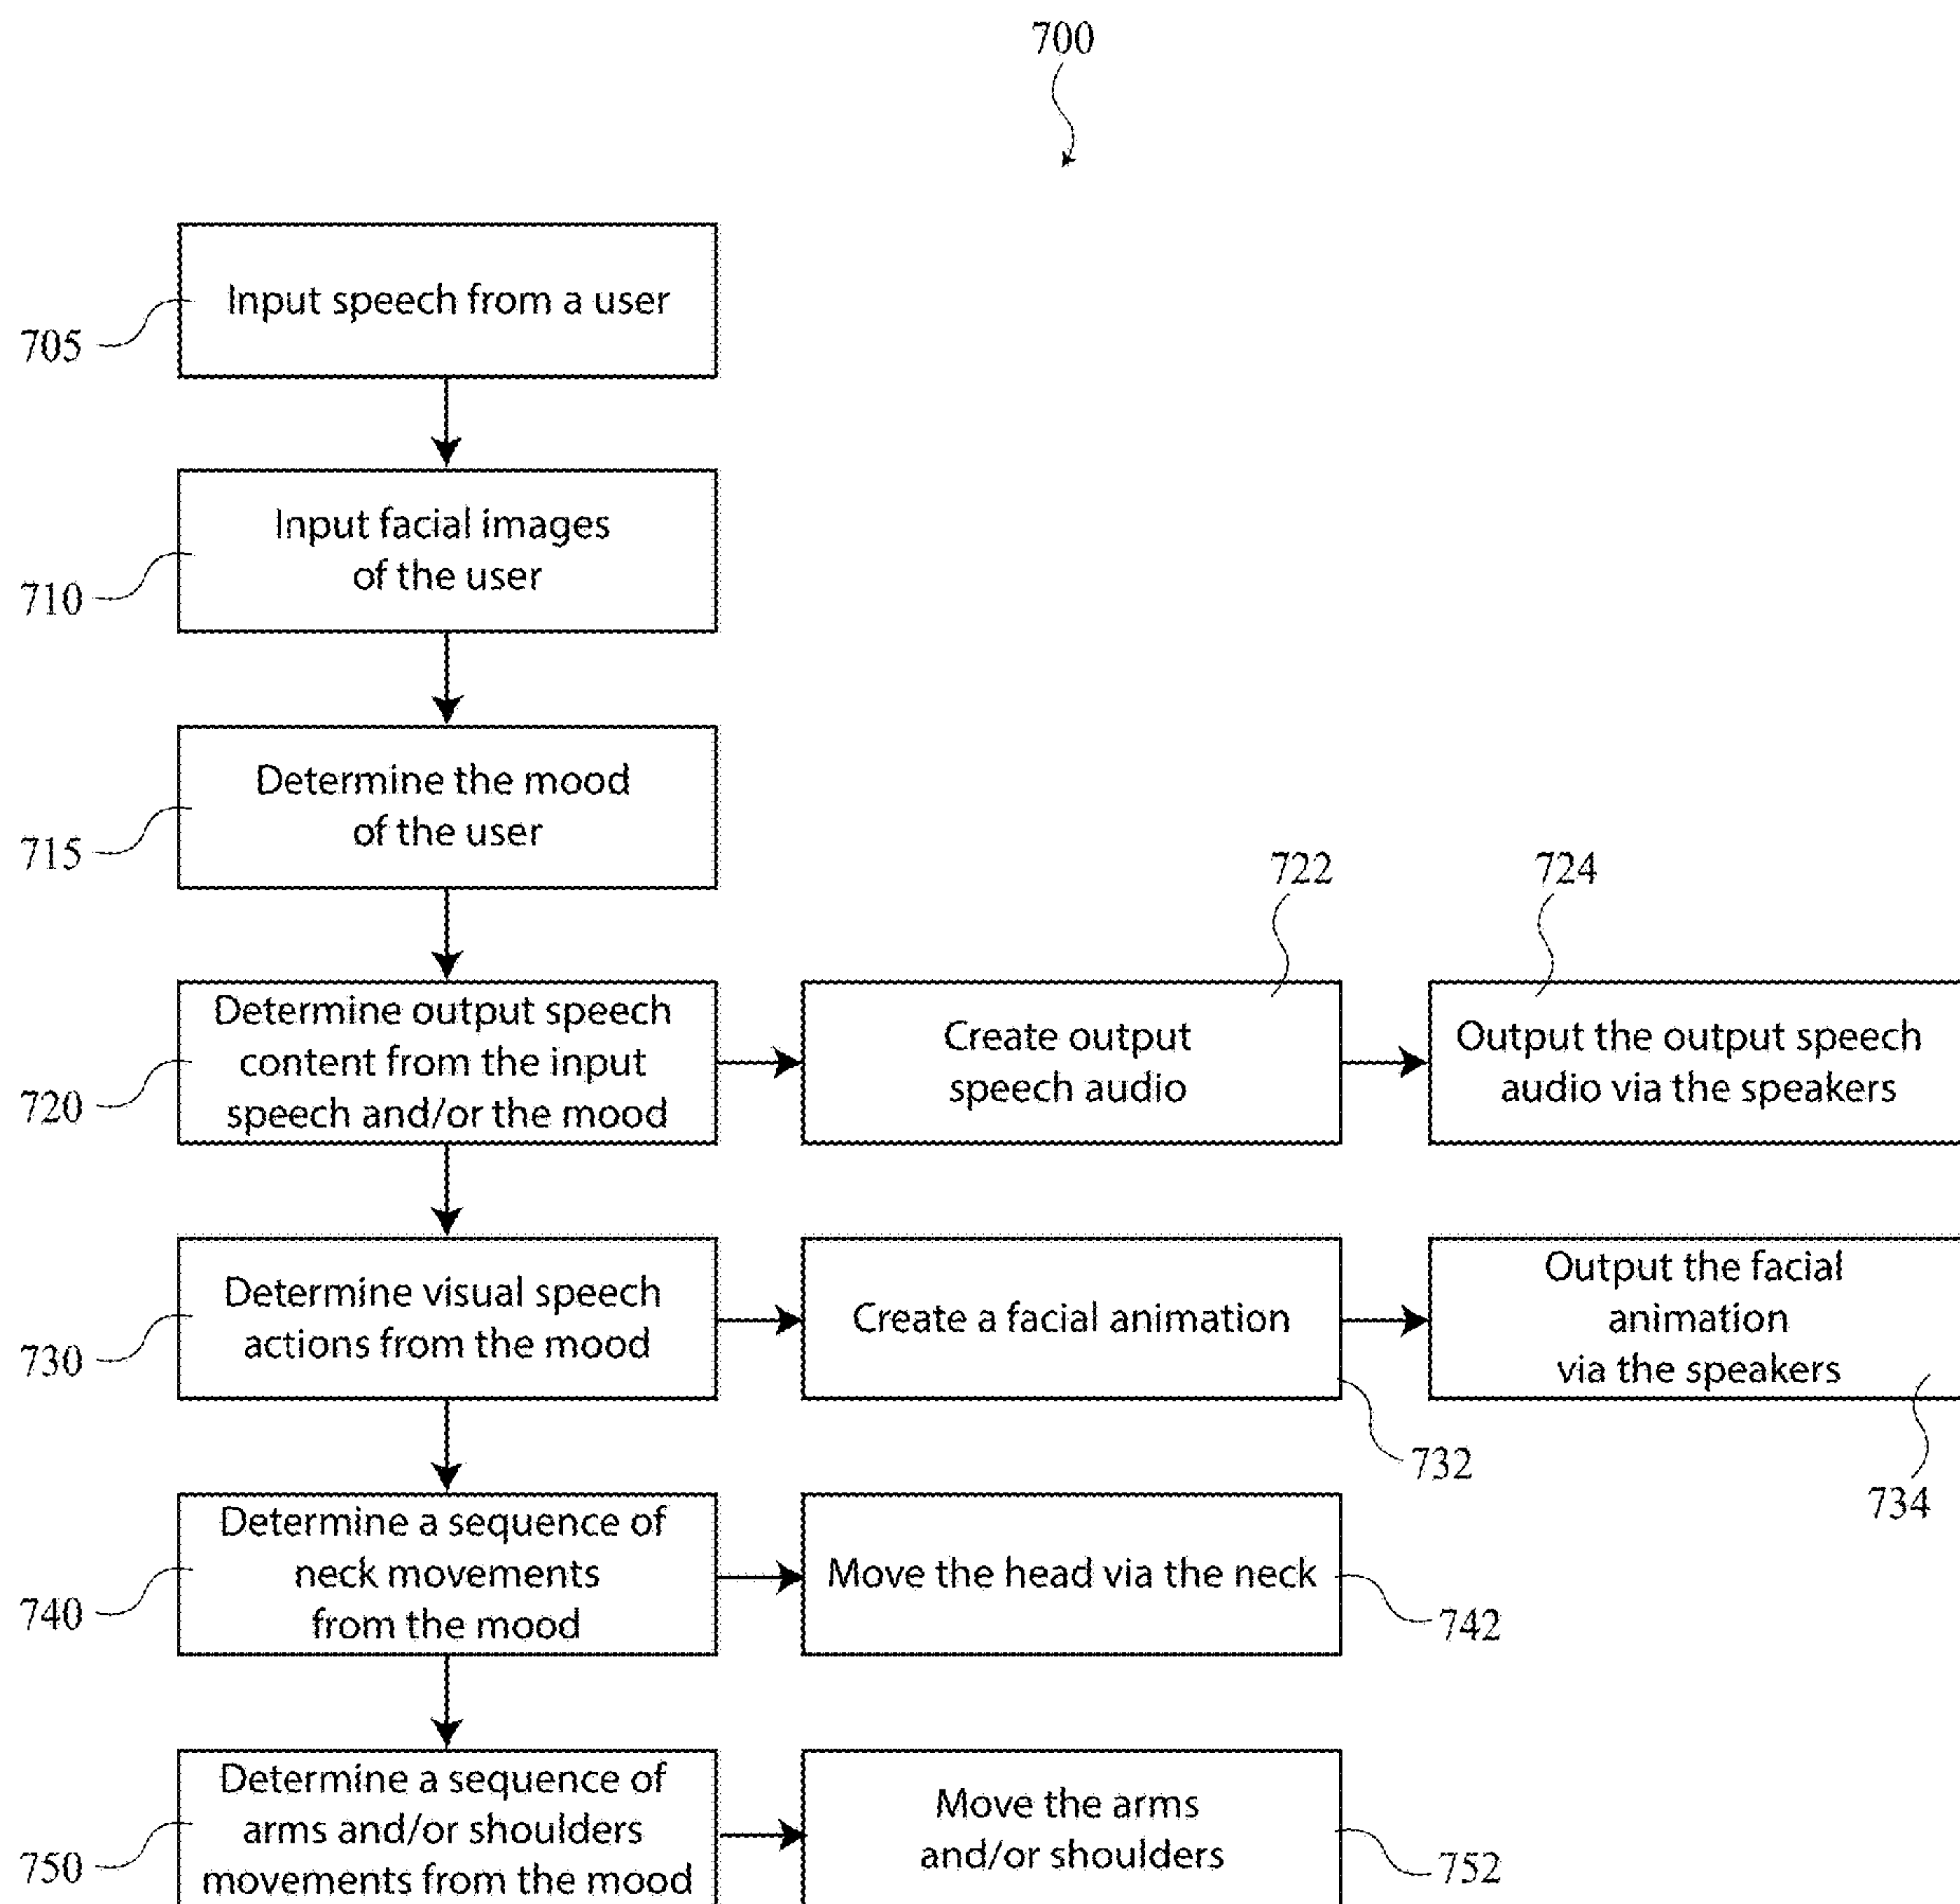 700
Input speech from a user
705
Input facial images
of the user
710
Determine the mood
of the user
715
722
724
Determine output speech
content from the input
speech and/or the mood
720
Create output
speech audio
Output the output speech
audio via the speakers
Determine visual speech
actions from the mood
730
Create a facial animation
732
Output the facial
animation
via the speakers
734
Determine a sequence of
neck movements
from the mood
740
Move the head via the neck
742
Determine a sequence of
arms and/or shoulders
movements from the mood
750
Move the arms
and/or shoulders
752